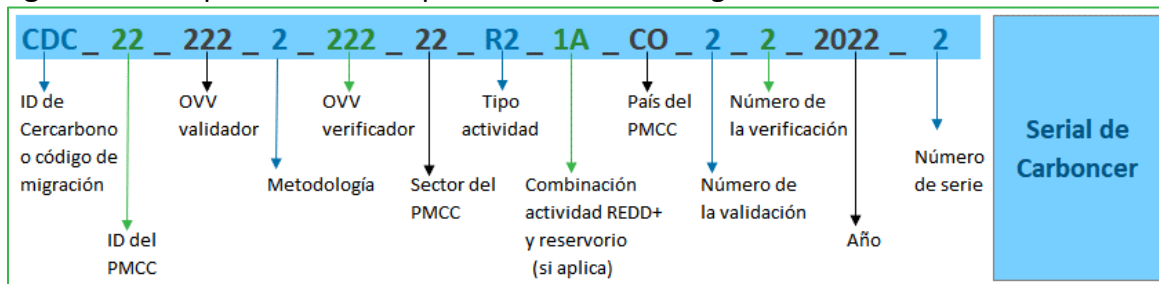 CDC _ 22 _ 222 _ 2 _ 222 _ 22 _ R2 _ 1A _ CO _ 2 _ 2 _ 2022 _ 2
ID de
Cercarbono
o código de
migración
ID del
PMCC
OVV
validador
Metodología
OVV
verificador
Sector del
PMCC
Tipo
actividad
Combinación
actividad REDD+
y reservorio
(si aplica)
País del
PMCC
Número de
la validación
Número de
la verificación
Año
Número
de serie
Serial de
Carboncer